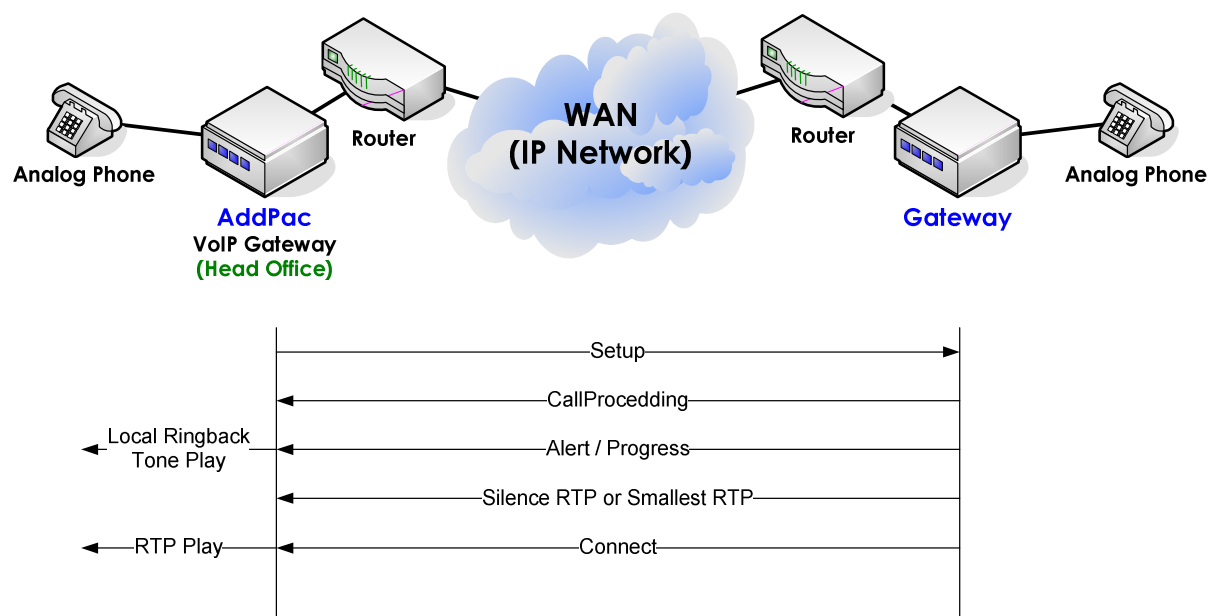 WAN
(IP Network)
Router
Router
Analog Phone
Analog Phone
AddPac
VoIP Gateway
(Head Office)
Gateway
Setup
CallProcedding
Local Ringback
Tone Play
Alert / Progress
Silence RTP or Smallest RTP
RTP Play
Connect